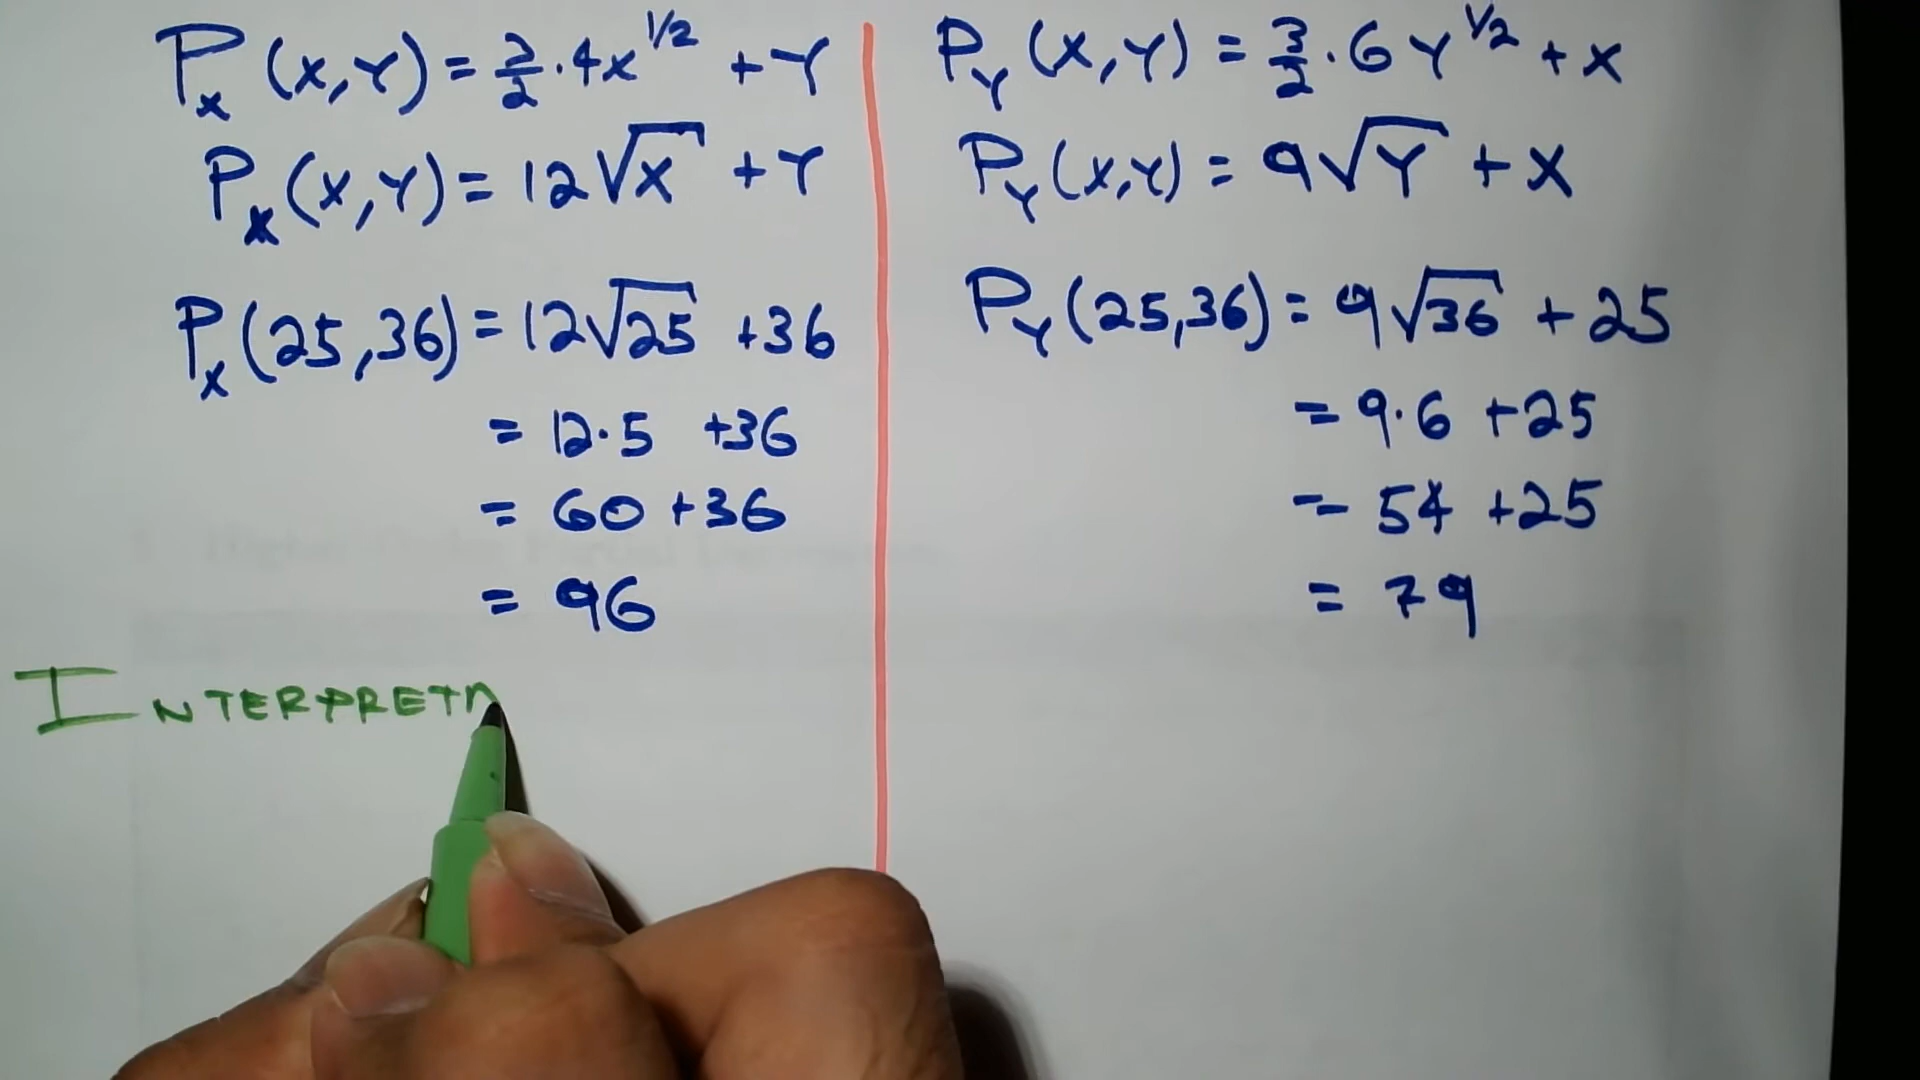 Px (x,y) = 3/2 · 4x^1/2 + y
Px (x,y) = 12√x + y
Px (25,36) = 12√25 + 36
= 12·5 + 36
= 60 + 36
= 96
Py (x,y) = 3/2 · 6y^1/2 + x
Py (x,y) = 9√y + x
Py (25,36) = 9√36 + 25
= 9·6 + 25
= 54 + 25
= 79
INTERPRETA